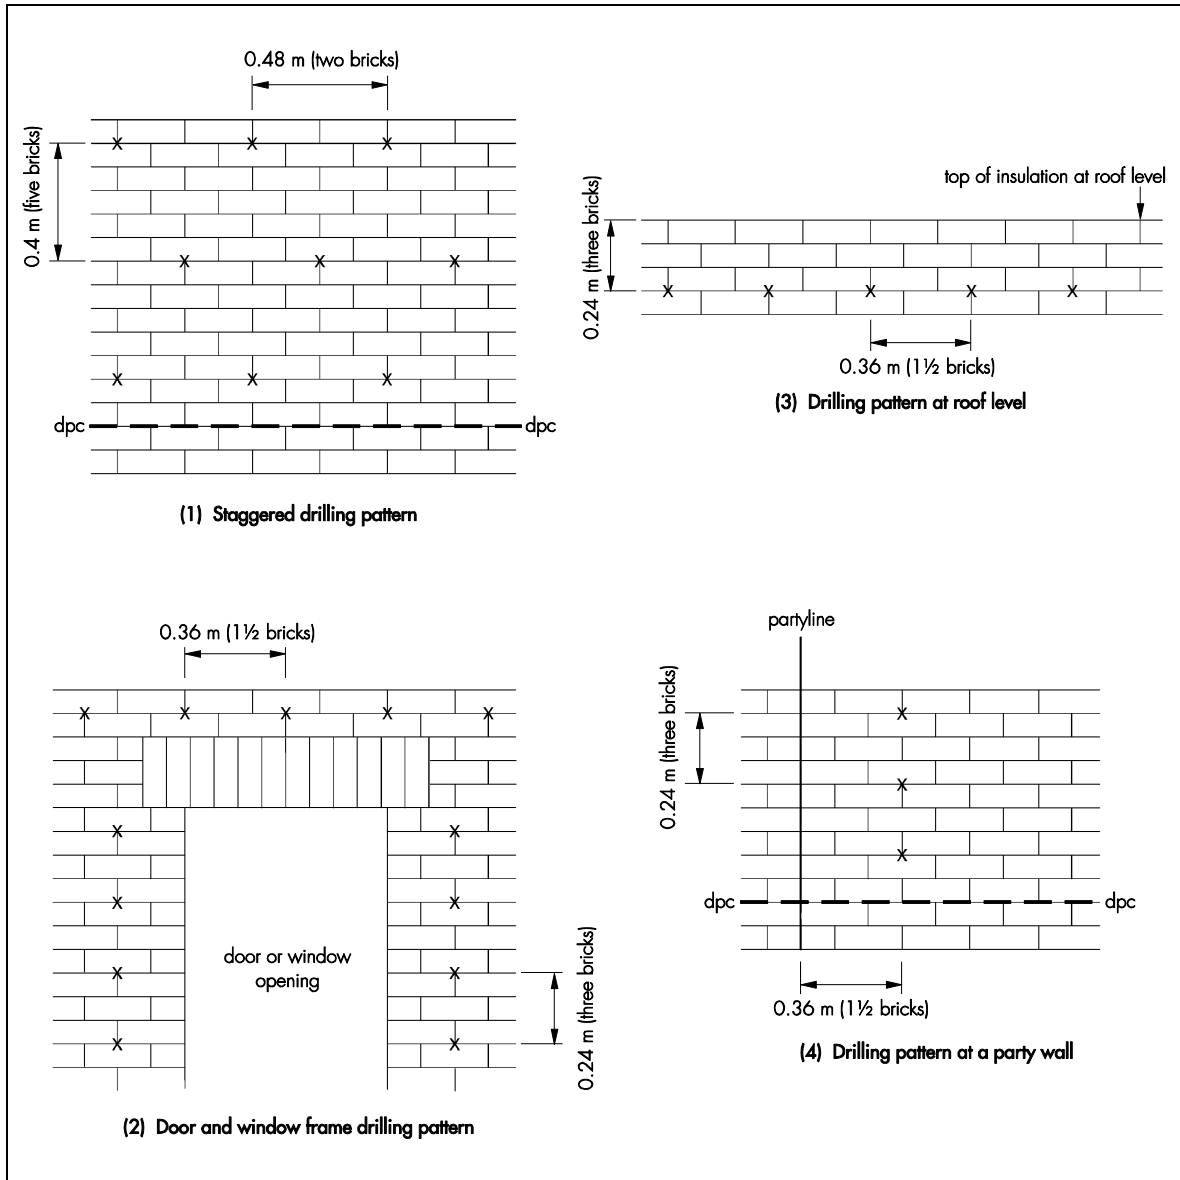 0.48 m (two bricks)
0.4 m (five bricks)
X X X
X X X
X X X
dpc dpc
(1) Staggered drilling pattern
top of insulation at roof level
0.24 m (three bricks)
X X X X X
0.36 m (1½ bricks)
(3) Drilling pattern at roof level
0.36 m (1½ bricks)
X X X X X
X X
X X
X X
X X
door or window
opening
0.24 m (three bricks)
(2) Door and window frame drilling pattern
partyline
0.24 m (three bricks)
X
X
X
dpc dpc
0.36 m (1½ bricks)
(4) Drilling pattern at a party wall